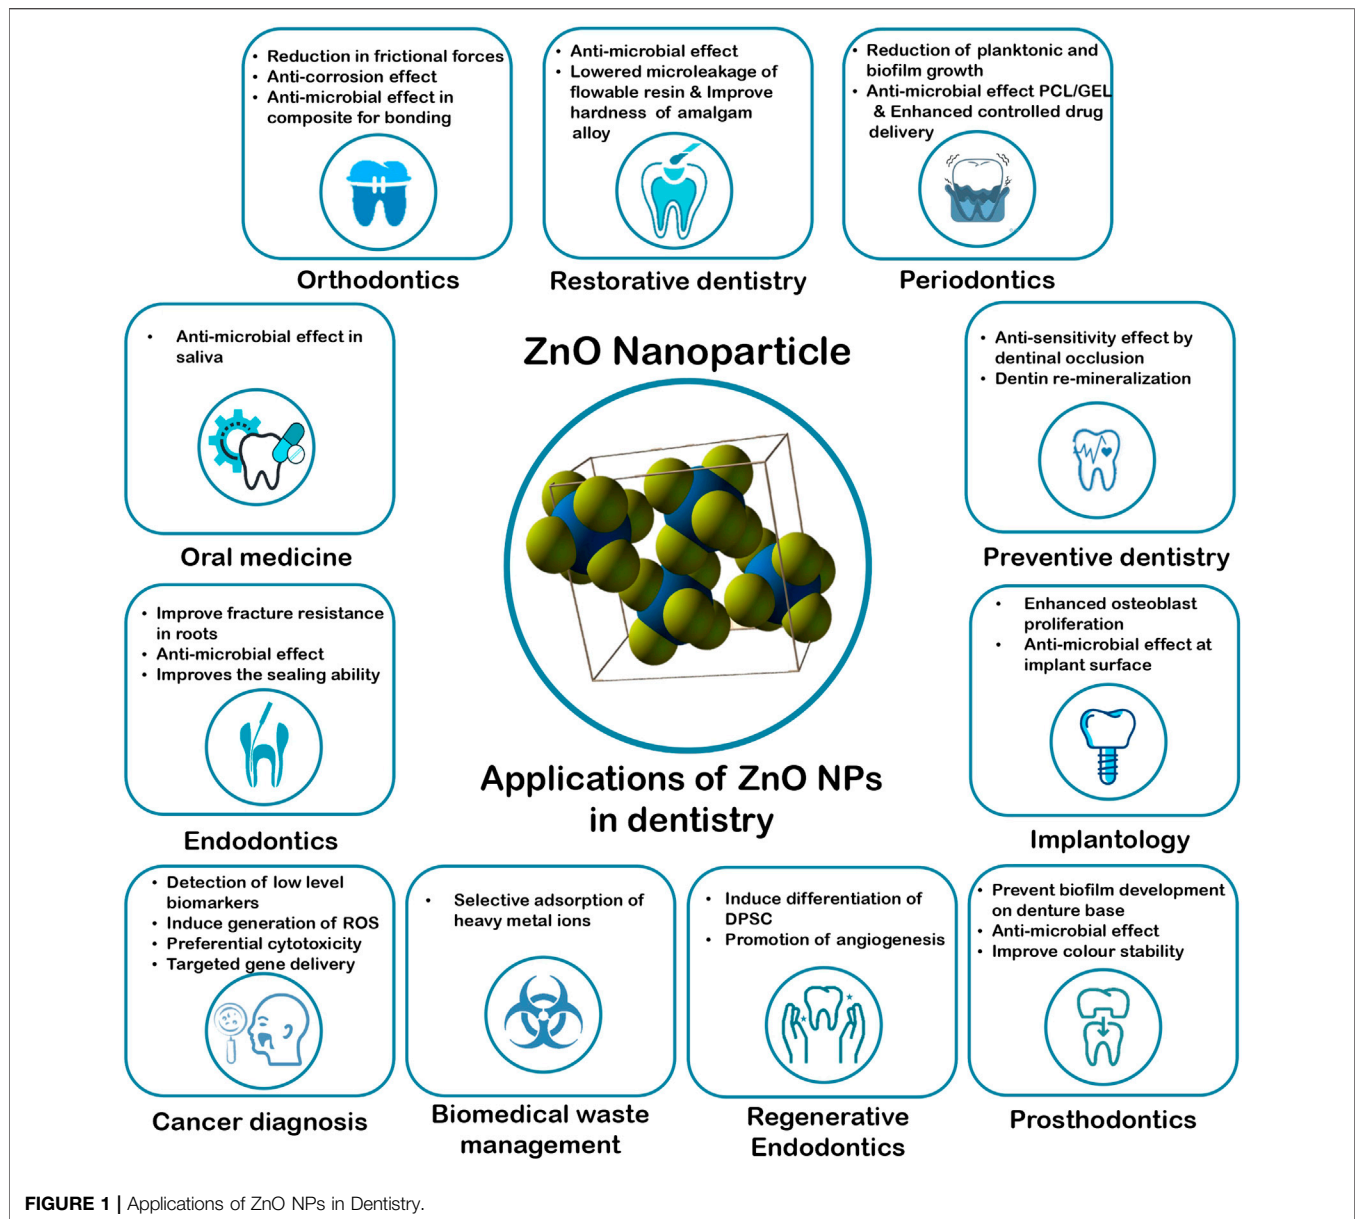 • Reduction in frictional forces
• Anti-corrosion effect
• Anti-microbial effect in
composite for bonding
Orthodontics
• Anti-microbial effect
• Lowered microleakage of
flowable resin & Improve
hardness of amalgam
alloy
Restorative dentistry
• Reduction of planktonic and
biofilm growth
• Anti-microbial effect PCL/GEL
& Enhanced controlled drug
delivery
Periodontics
• Anti-microbial effect in
saliva
Oral medicine
ZnO Nanoparticle
• Anti-sensitivity effect by
dentinal occlusion
• Dentin re-mineralization
Preventive dentistry
• Improve fracture resistance
in roots
• Anti-microbial effect
• Improves the sealing ability
Endodontics
Applications of ZnO NPs
in dentistry
• Enhanced osteoblast
proliferation
• Anti-microbial effect at
implant surface
Implantology
• Detection of low level
biomarkers
• Induce generation of ROS
• Preferential cytotoxicity
• Targeted gene delivery
Cancer diagnosis
• Selective adsorption of
heavy metal ions
Biomedical waste
management
• Induce differentiation of
DPSC
• Promotion of angiogenesis
Regenerative
Endodontics
• Prevent biofilm development
on denture base
• Anti-microbial effect
• Improve colour stability
Prosthodontics
FIGURE 1 | Applications of ZnO NPs in Dentistry.